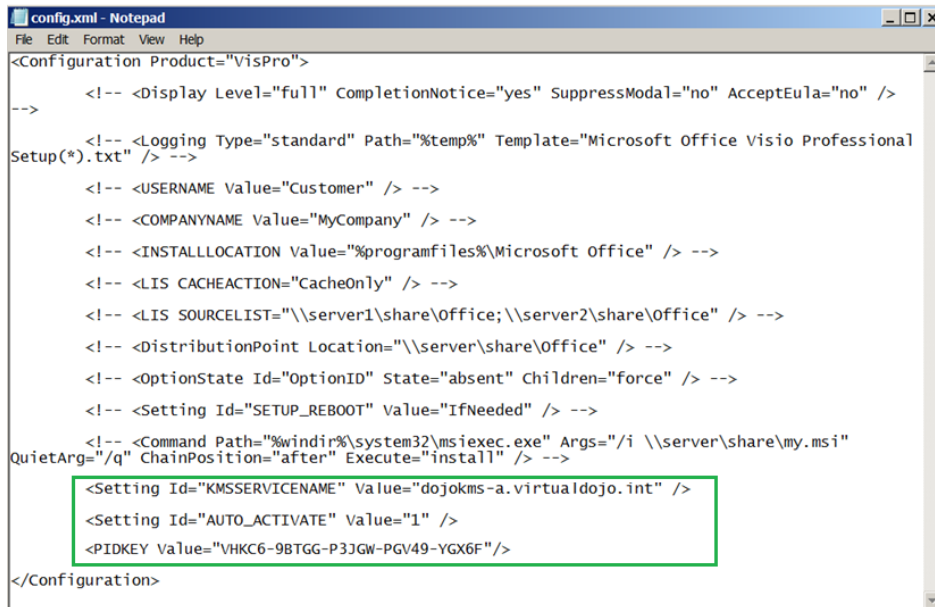 config.xml - Notepad
File Edit Format View Help
<Configuration Product="VisPro">
<!-- <Display Level="full" CompletionNotice="yes" SuppressModal="no" AcceptEula="no" />
-->
<!-- <Logging Type="standard" Path="%temp%" Template="Microsoft Office Visio Professional
Setup(*).txt" /> -->
<!-- <USERNAME Value="Customer" /> -->
<!-- <COMPANYNAME Value="MyCompany" /> -->
<!-- <INSTALLLOCATION Value="%programfiles%\Microsoft Office" /> -->
<!-- <LIS CACHEACTION="CacheOnly" /> -->
<!-- <LIS SOURCELIST="\\server1\share\Office;\\server2\share\Office" /> -->
<!-- <DistributionPoint Location="\\server\share\Office" /> -->
<!-- <OptionState Id="OptionID" State="absent" Children="force" /> -->
<!-- <Setting Id="SETUP_REBOOT" Value="IfNeeded" /> -->
<!-- <Command Path="%windir%\system32\msiexec.exe" Args="/i \\server\share\my.msi"
QuietArg="/q" ChainPosition="after" Execute="install" /> -->
<Setting Id="KMSSERVICENAME" Value="dojokms-a.virtualdojo.int" />
<Setting Id="AUTO_ACTIVATE" Value="1" />
<PIDKEY Value="VHKC6-9BTGG-P3JGW-PGV49-YGX6F"/>
</Configuration>